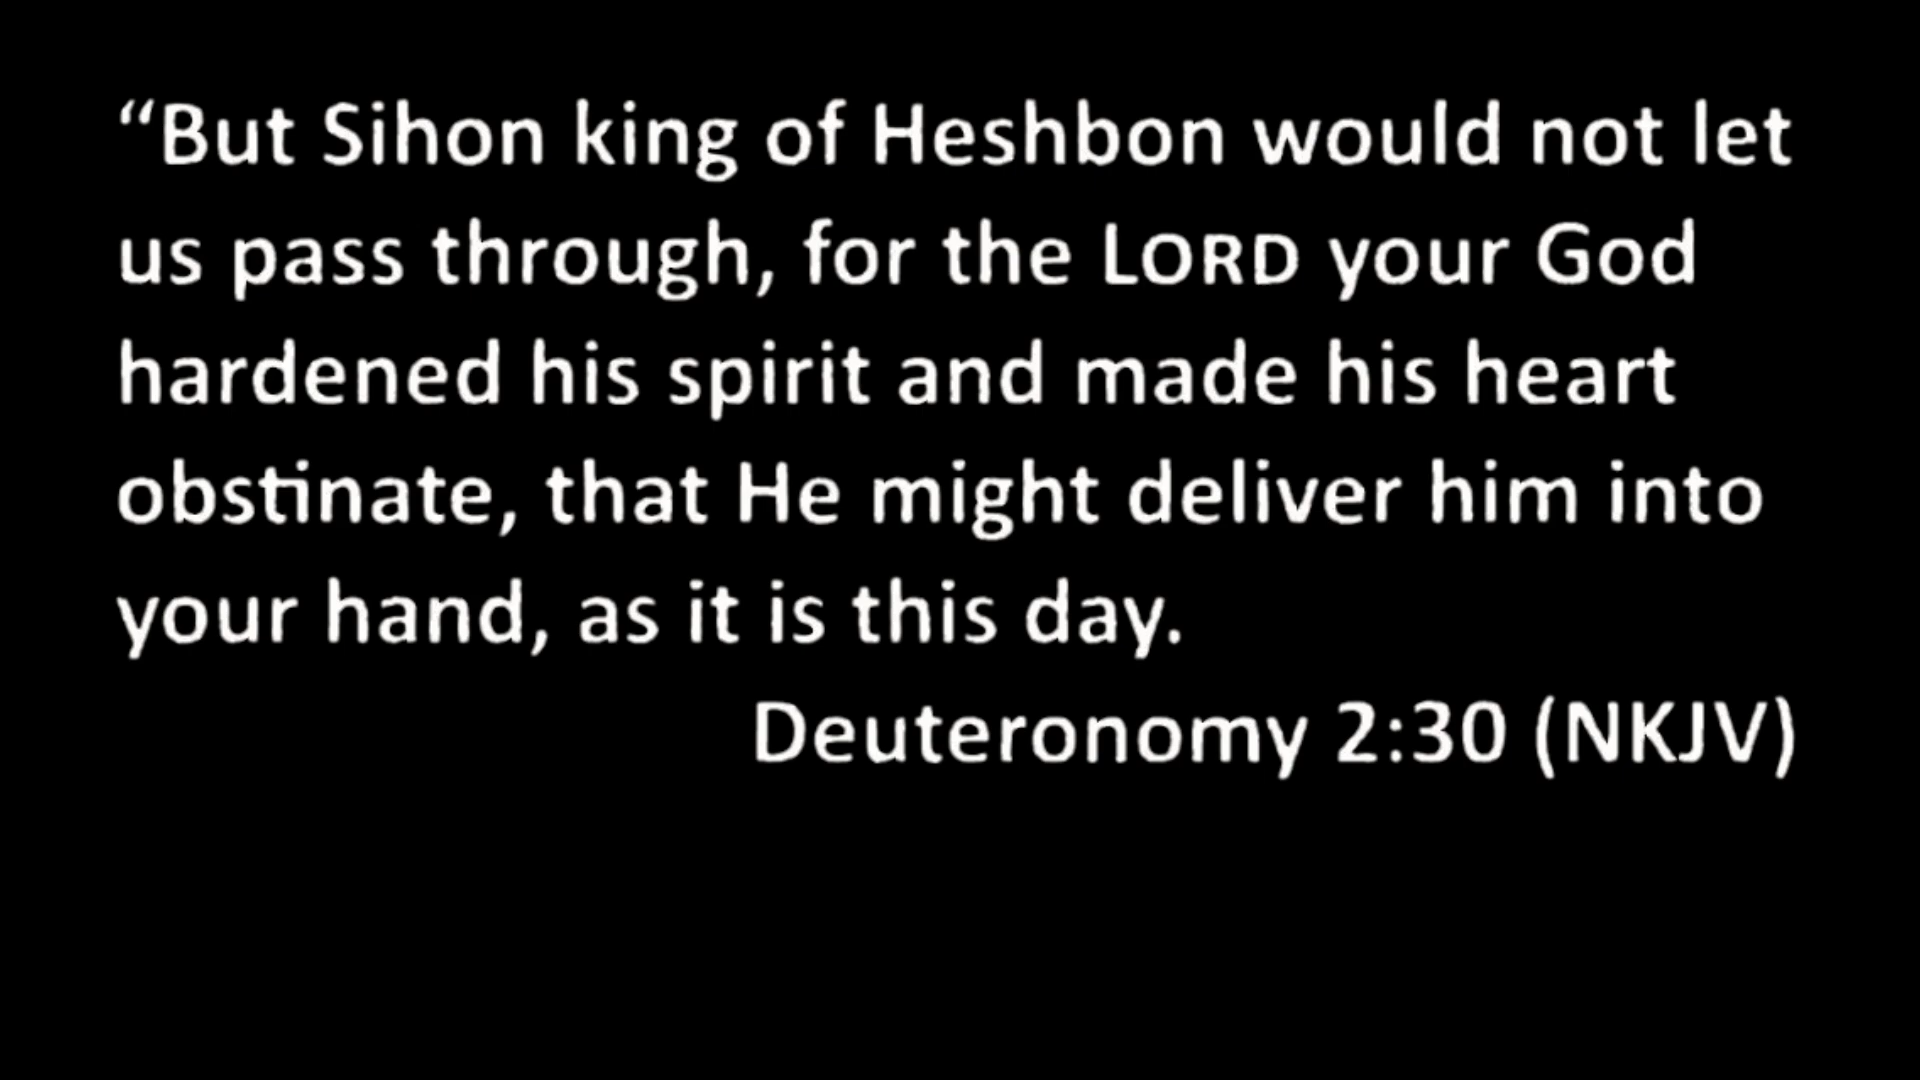 “But Sihon king of Heshbon would not let
us pass through, for the LORD your God
hardened his spirit and made his heart
obstinate, that He might deliver him into
your hand, as it is this day.
Deuteronomy 2:30 (NKJV)